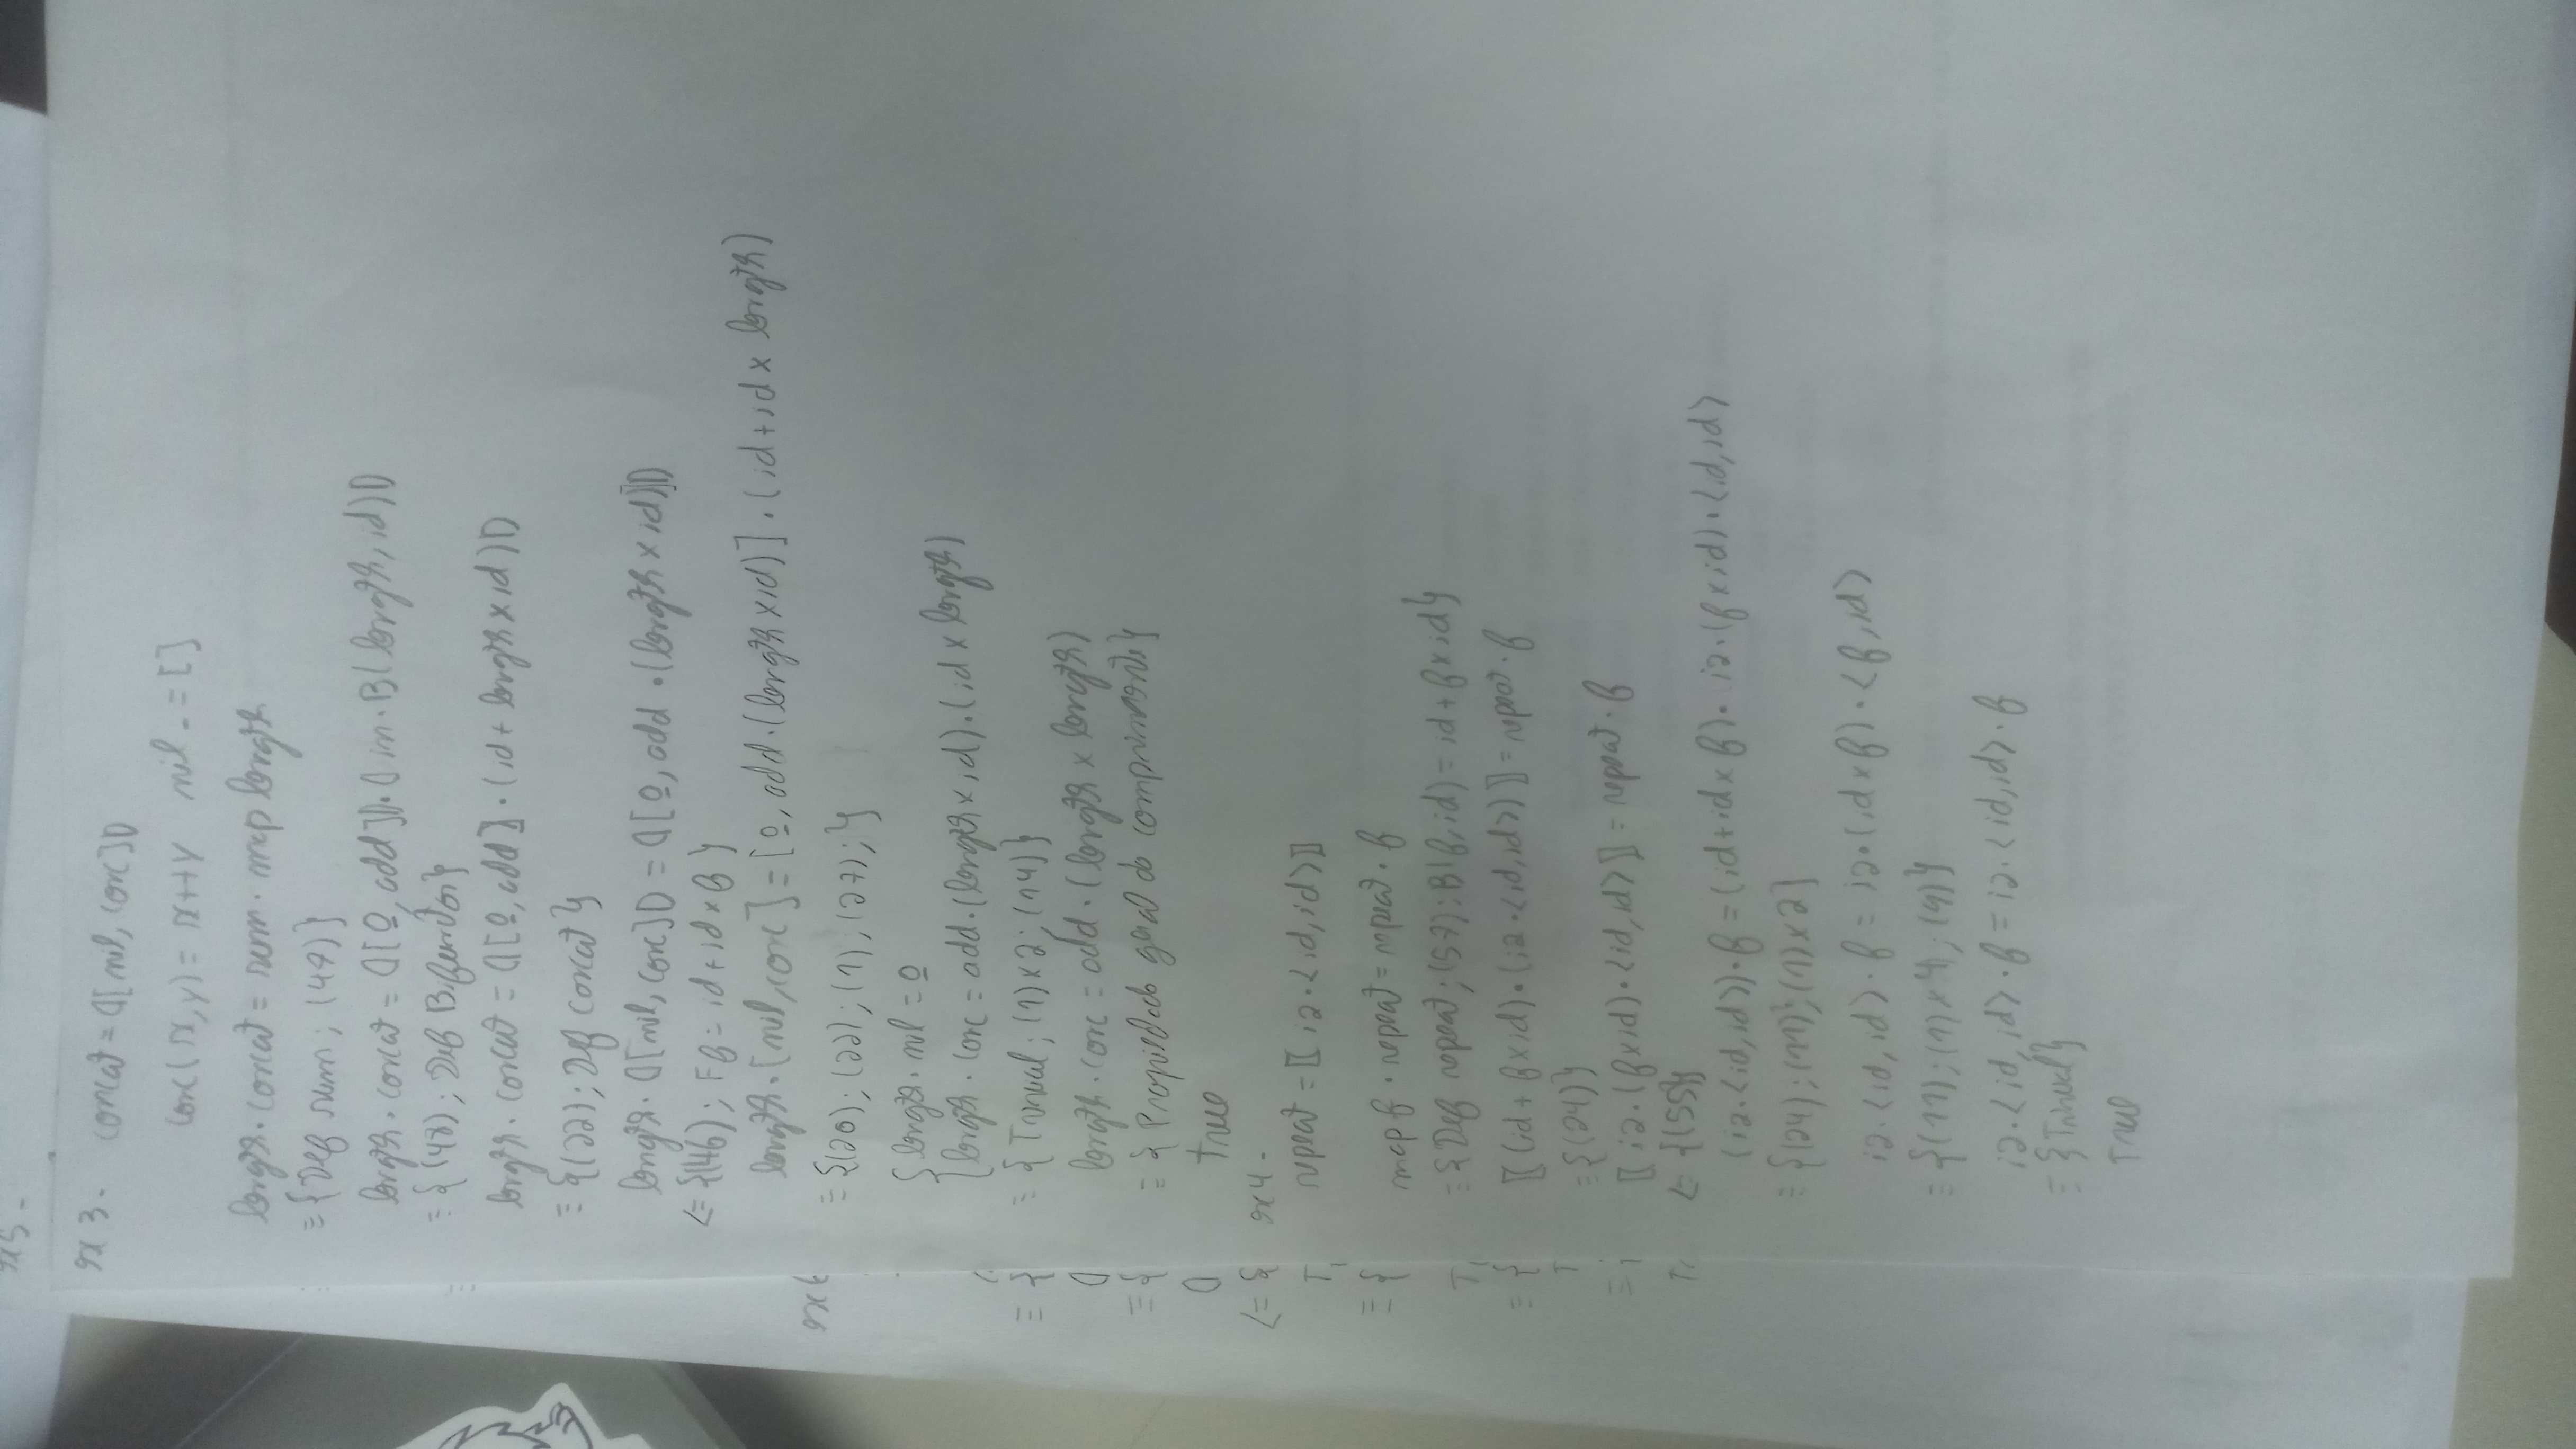 ex 3. concat = ⦇[nil, conc]⦈
conc(x,y) = x++y nil _ = []
length · concat = sum · map length
≡ {Def sum; (47)}
length · concat = ⦇[0, add]⦈ · ⦇in · B(length, id)⦈
≡ {(48); Def Bifuntor}
length · concat = ⦇[0, add] · (id + length × id)⦈
≡ {(22); Def concat}
length · ⦇[nil, conc]⦈ = ⦇[0, add · (length × id)]⦈
<= {(46); Ff = id + id × f}
length · [nil, conc] = [0, add · (length × id)] · (id + id × length)
≡ {(20); (22); (1); (27);}
{ length · nil = 0
{ length · conc = add · (length × id) · (id × length)
≡ {Trivial; (1)×2; (14)}
length · conc = add · (length × length)
≡ {Propriedade geral do comprimento}
True
ex 4.
repeat = 〖i2 · <id, id>〗
map f · repeat = repeat · f
≡ {Def repeat; (57); B(f, id) = id + f × id}
〖(id + f × id) · (i2 · <id, id>)〗 = repeat · f
≡ {(24)}
〖i2 · (f × id) · <id, id>〗 = repeat · f
<= {(55)}
(i2 · <id, id>) · f = (id + id × f) · (i2 · (f × id) · <id, id>
≡ {(24); (11); (1)×2}
i2 · <id, id> · f = i2 · (id × f) · <f, id>
≡ {(11); (1)×4; (9)}
i2 · <id, id> · f = i2 · <id, id> · f
≡ {Trivial}
True